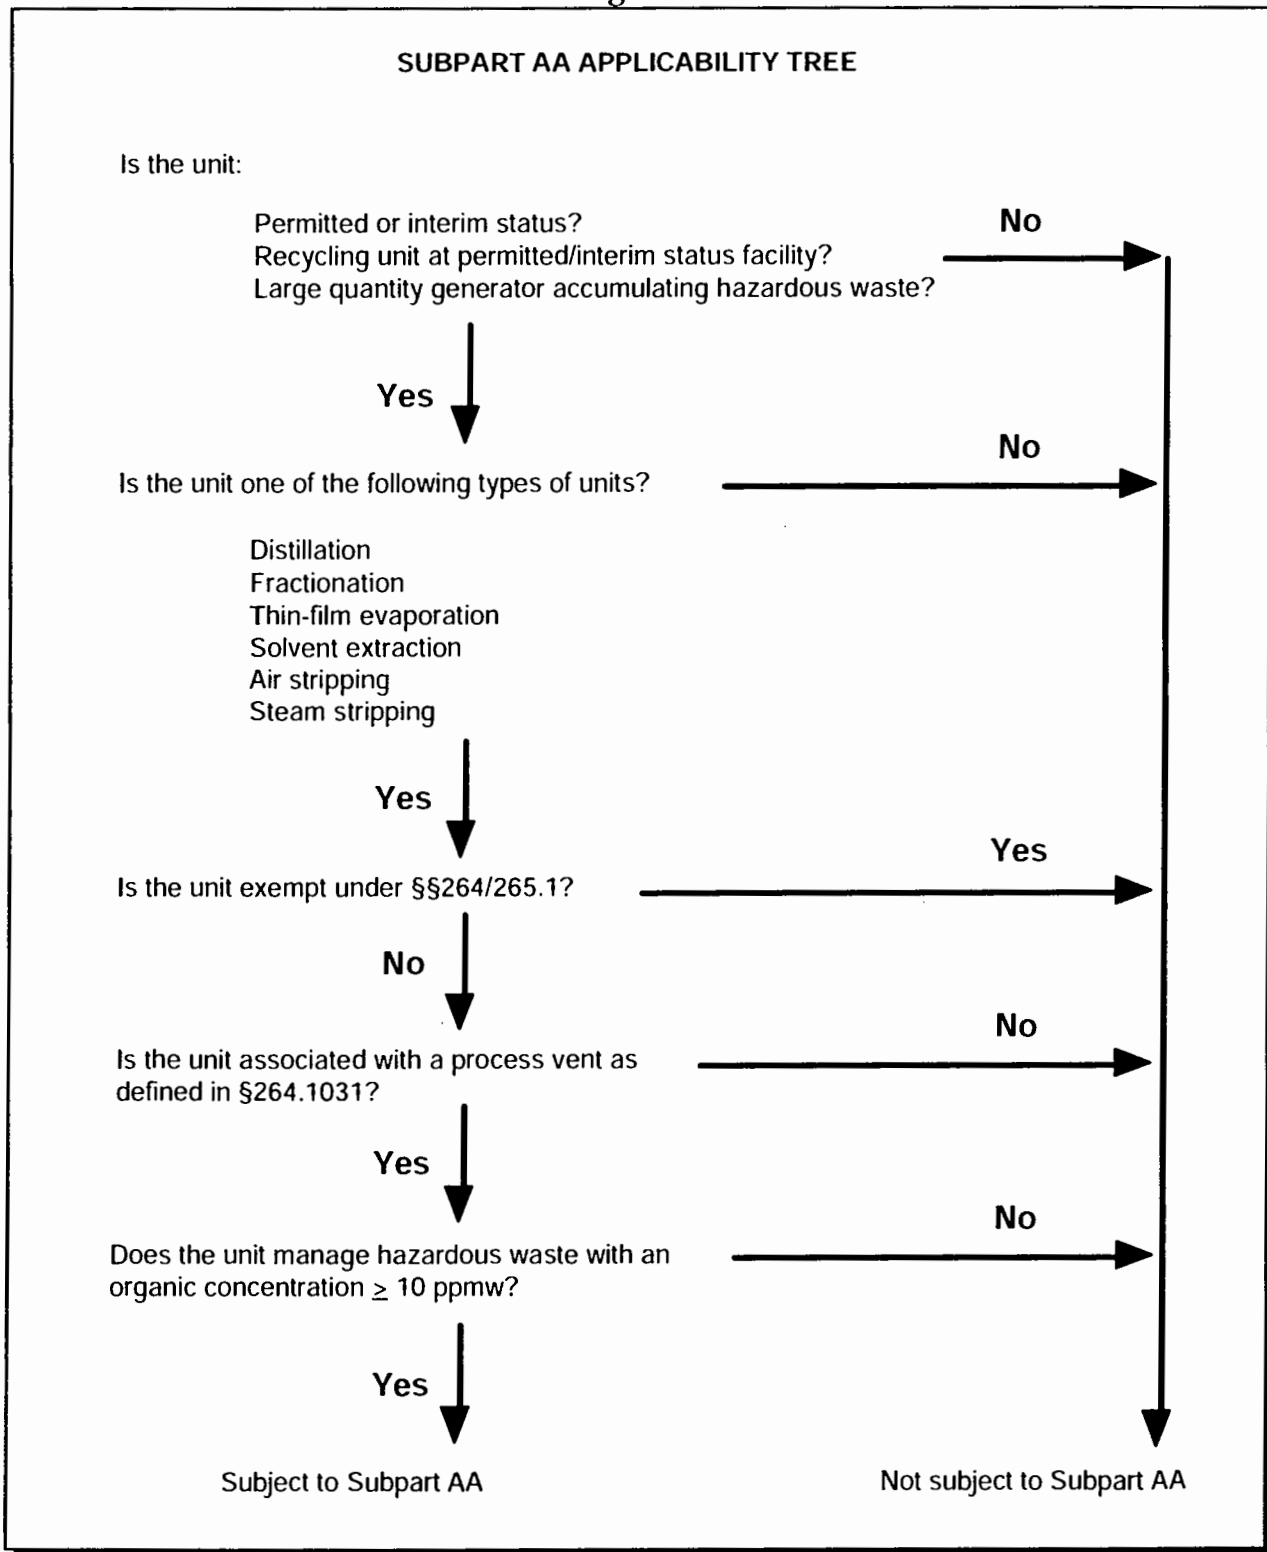 SUBPART AA APPLICABILITY TREE
Is the unit:
Permitted or interim status?
Recycling unit at permitted/interim status facility?
Large quantity generator accumulating hazardous waste?
No
Yes
Is the unit one of the following types of units?
No
Distillation
Fractionation
Thin-film evaporation
Solvent extraction
Air stripping
Steam stripping
Yes
Is the unit exempt under §§264/265.1?
Yes
No
Is the unit associated with a process vent as
defined in §264.1031?
No
Yes
Does the unit manage hazardous waste with an
organic concentration ≥ 10 ppmw?
No
Yes
Subject to Subpart AA
Not subject to Subpart AA